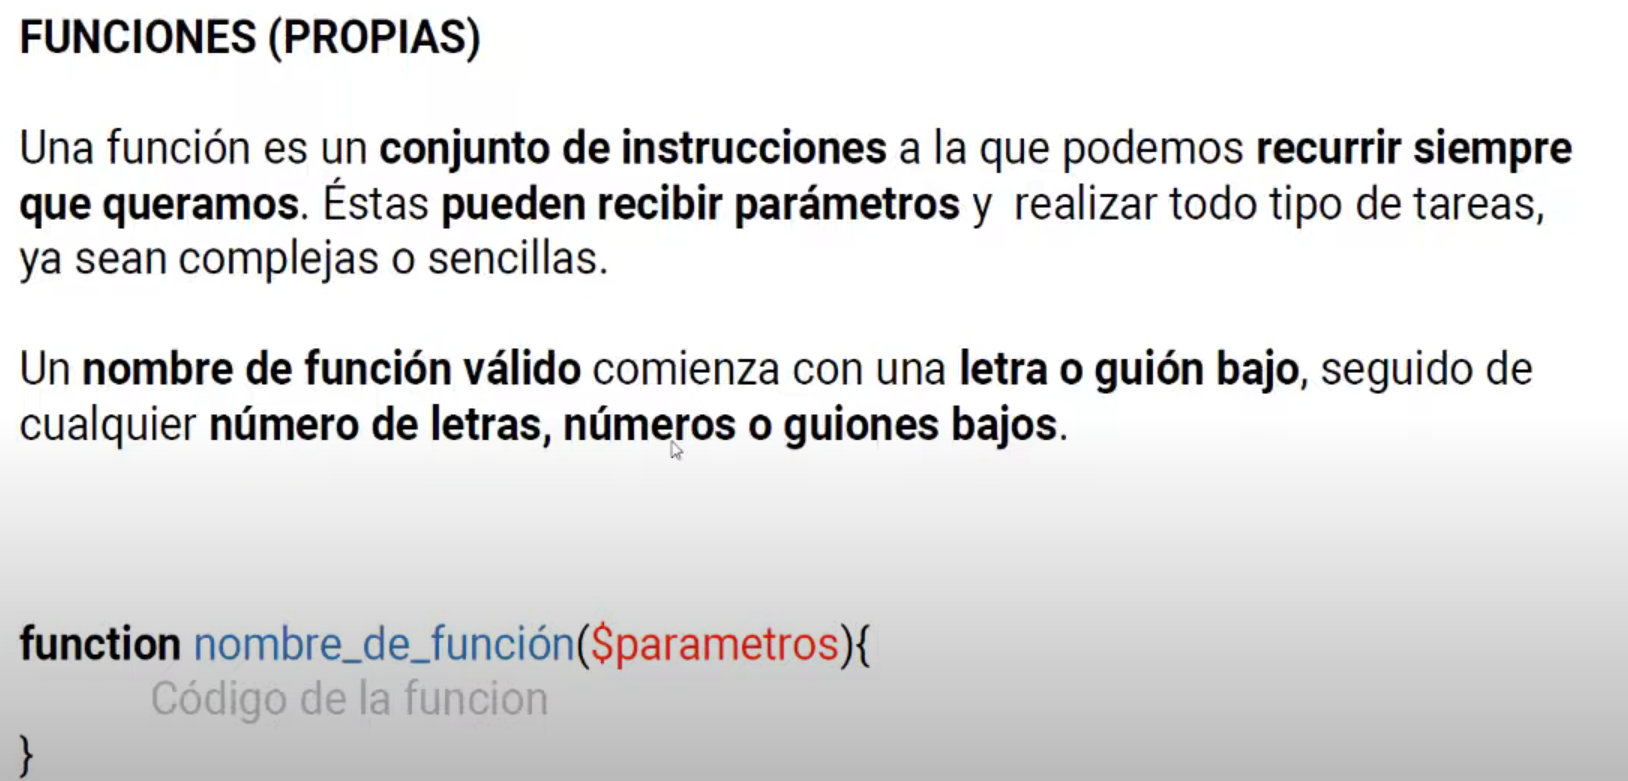 FUNCIONES (PROPIAS)
Una función es un conjunto de instrucciones a la que podemos recurrir siempre
que queramos. Éstas pueden recibir parámetros y realizar todo tipo de tareas,
ya sean complejas o sencillas.
Un nombre de función válido comienza con una letra o guión bajo, seguido de
cualquier número de letras, números o guiones bajos.
function nombre_de_función($parametros){
Código de la funcion
}